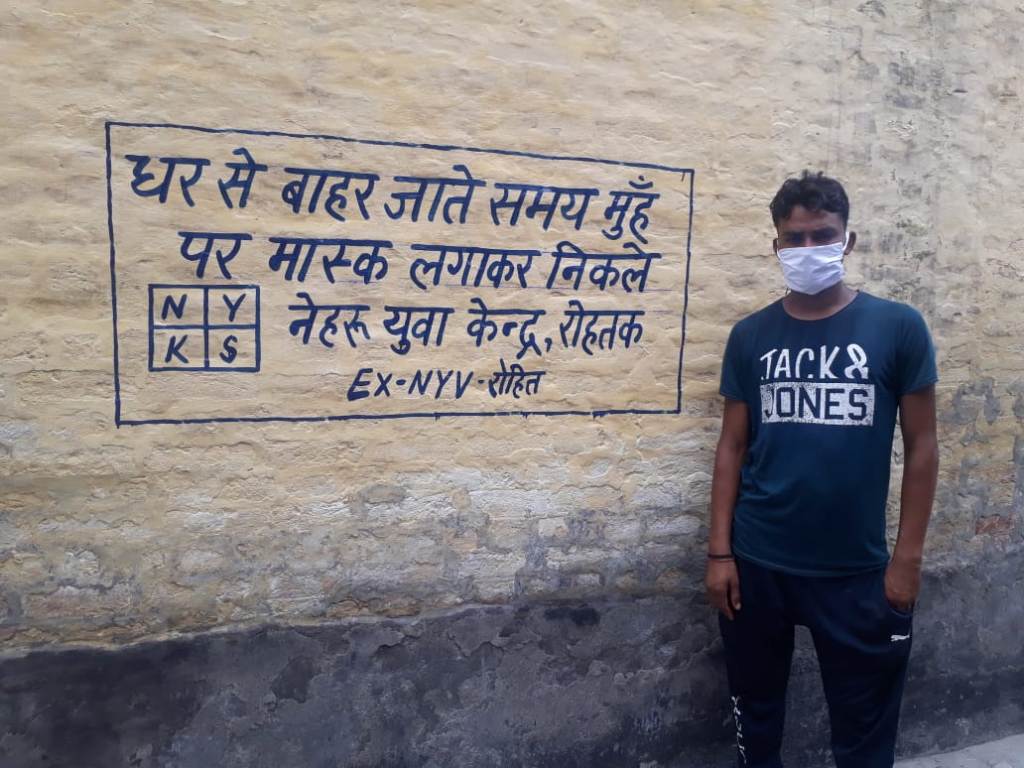 घर से बाहर जाते समय मुँह
पर मास्क लगाकर निकले
N Y
K S
नेहरू युवा केन्द्र, रोहतक
EX-NYV-रोहित
JACK &
JONES